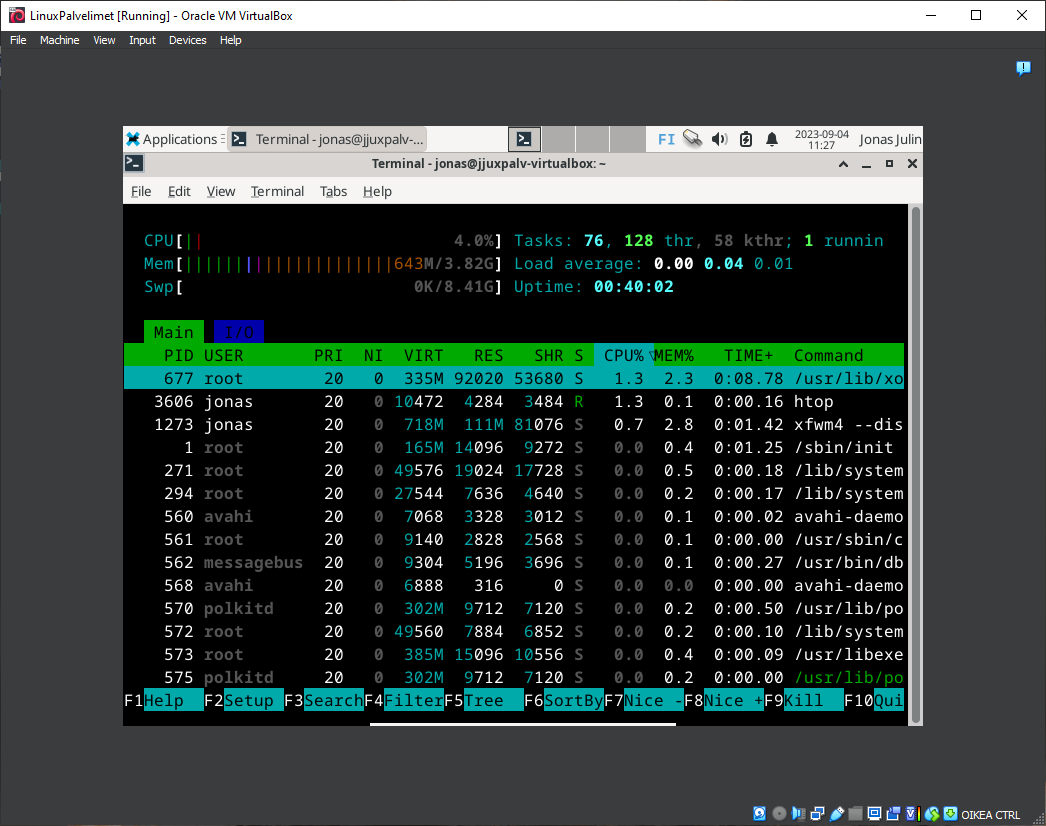 LinuxPalvelimet [Running] - Oracle VM VirtualBox
File Machine View Input Devices Help
Applications Terminal - jonas@jjuxpalv-... FI 2023-09-04 11:27 Jonas Julin
Terminal - jonas@jjuxpalv-virtualbox: ~
File Edit View Terminal Tabs Help
CPU[|| 4.0%] Tasks: 76, 128 thr, 58 kthr; 1 runnin
Mem[|||||||||||||||||||||643M/3.82G] Load average: 0.00 0.04 0.01
Swp[ 0K/8.41G] Uptime: 00:40:02
Main I/O
PID USER PRI NI VIRT RES SHR S CPU%▽MEM% TIME+ Command
677 root 20 0 335M 92020 53680 S 1.3 2.3 0:08.78 /usr/lib/xo
3606 jonas 20 0 10472 4284 3484 R 1.3 0.1 0:00.16 htop
1273 jonas 20 0 718M 111M 81076 S 0.7 2.8 0:01.42 xfwm4 --dis
1 root 20 0 165M 14096 9272 S 0.0 0.4 0:01.25 /sbin/init
271 root 20 0 49576 19024 17728 S 0.0 0.5 0:00.18 /lib/system
294 root 20 0 27544 7636 4640 S 0.0 0.2 0:00.17 /lib/system
560 avahi 20 0 7068 3328 3012 S 0.0 0.1 0:00.02 avahi-daemo
561 root 20 0 9140 2828 2568 S 0.0 0.1 0:00.00 /usr/sbin/c
562 messagebus 20 0 9304 5196 3696 S 0.0 0.1 0:00.27 /usr/bin/db
568 avahi 20 0 6888 316 0 S 0.0 0.0 0:00.00 avahi-daemo
570 polkitd 20 0 302M 9712 7120 S 0.0 0.2 0:00.50 /usr/lib/po
572 root 20 0 49560 7884 6852 S 0.0 0.2 0:00.10 /lib/system
573 root 20 0 385M 15096 10556 S 0.0 0.4 0:00.09 /usr/libexe
575 polkitd 20 0 302M 9712 7120 S 0.0 0.2 0:00.00 /usr/lib/po
F1Help F2Setup F3SearchF4FilterF5Tree F6SortByF7Nice -F8Nice +F9Kill F10Qui
OIKEA CTRL